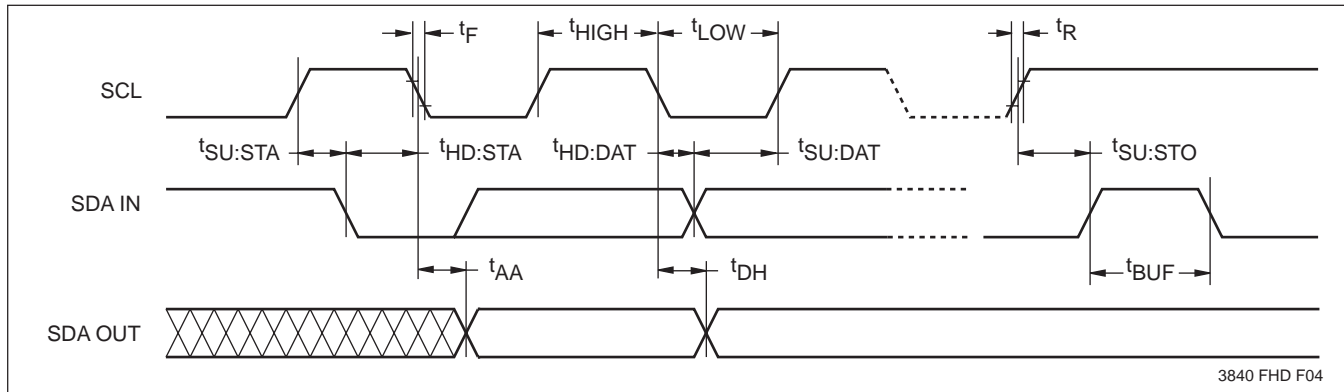 tF tHIGH tLOW tR
SCL
tSU:STA tHD:STA tHD:DAT tSU:DAT tSU:STO
SDA IN
tAA tDH tBUF
SDA OUT
3840 FHD F04